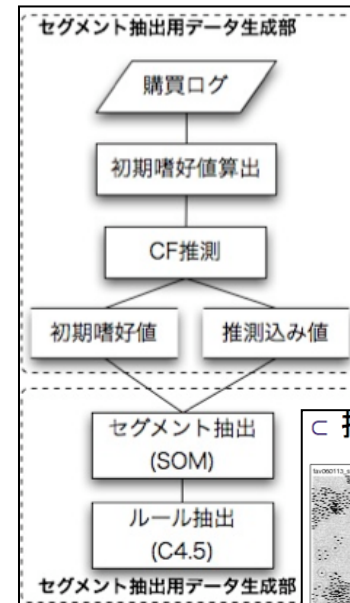 セグメント抽出用データ生成部
購買ログ
初期嗜好値算出
CF推測
初期嗜好値
推測込み値
セグメント抽出
(SOM)
ルール抽出
(C4.5)
セグメント抽出用データ生成部